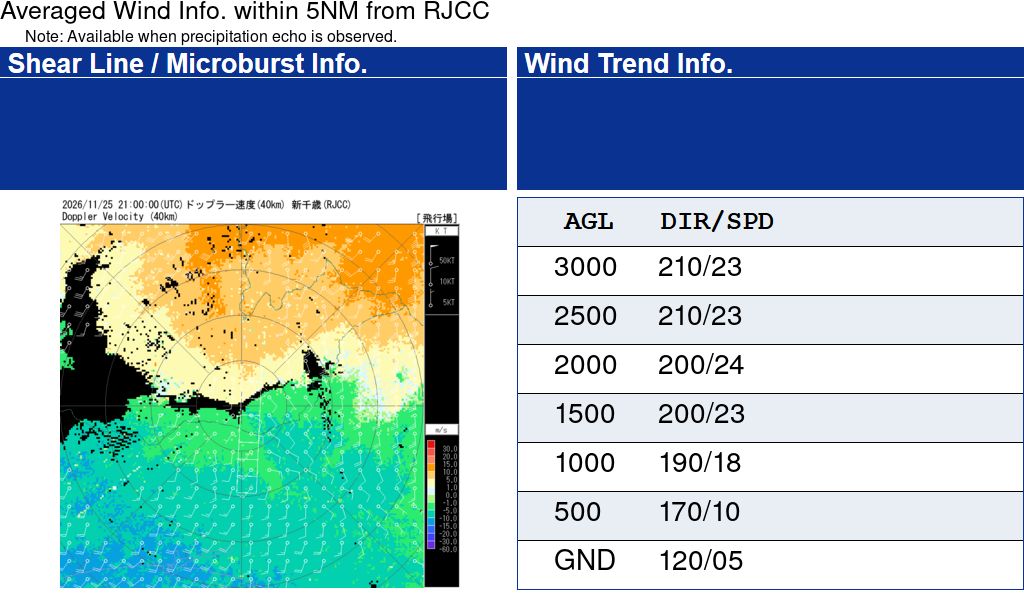 Averaged Wind Info. within 5NM from RJCC
Note: Available when precipitation echo is observed.
Shear Line / Microburst Info.
Wind Trend Info.
2026/11/25 21:00:00(UTC) ドップラー速度(40km) 新千歳(RJCC)
Doppler Velocity (40km)
[飛行場]
K T
50KT
10KT
5KT
m/s
30.0
20.0
15.0
10.0
5.0
1.0
0.0
-1.0
-5.0
-10.0
-15.0
-20.0
-30.0
-60.0
AGL DIR/SPD
3000 210/23
2500 210/23
2000 200/24
1500 200/23
1000 190/18
500 170/10
GND 120/05